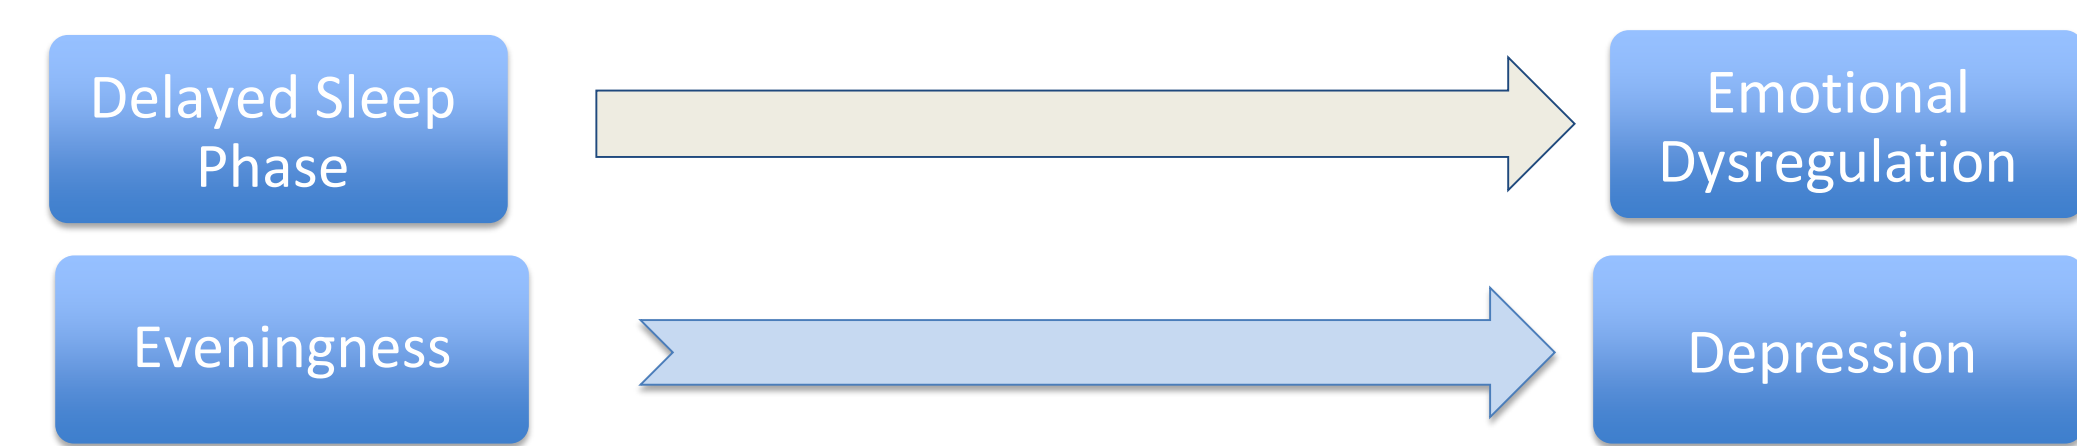 Delayed Sleep
Phase
Emotional
Dysregulation
Eveningness
Depression